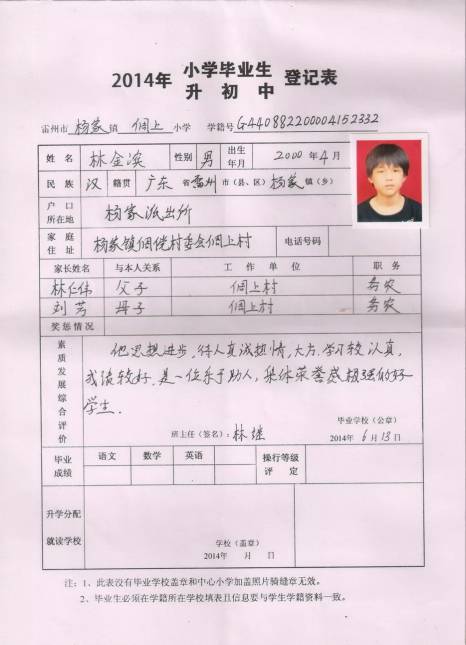 2014年 小学毕业生 登记表
升初中
雷州市 杨家 镇 侗上 小学 学籍号 G440882200004152332
姓名 林金涘 性别 男 出生年月 2000年4月
民族 汉 籍贯 广东 省 雷州 市(县、区) 杨家 镇(乡)
户口所在地 杨家派出所
家庭住址 杨家镇侗侊村委会侗上村 电话号码
家长姓名 与本人关系 工作单位 职务
林仁伟 父子 侗上村 务农
刘芳 母子 侗上村 务农
奖惩情况
素质发展综合评价
他思想进步,待人真诚热情,大方.学习较认真,
成绩较好.是一位乐于助人,集体荣誉感较强的好
学生.
毕业学校(公章)
班主任(签名): 林继 2014年 6月13日
毕业成绩 语文 数学 英语 操行等级评定
升学分配
就读学校
学校(盖章)
2014年 月 日
注:1、此表没有毕业学校盖章和中心小学加盖照片骑缝章无效。
2、毕业生必须在学籍所在学校填表且信息要与学生学籍资料一致。